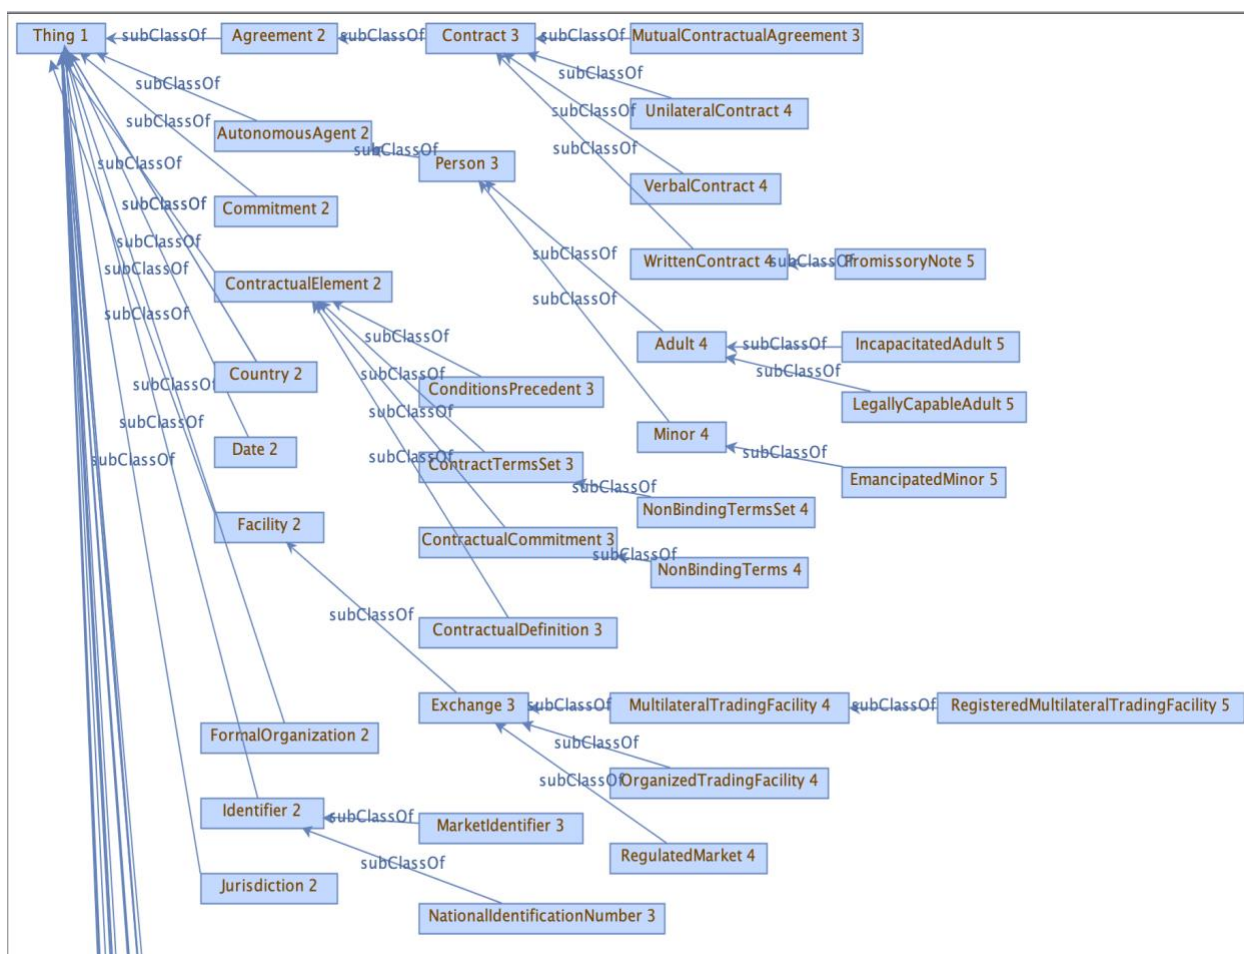 Thing 1
subClassOf
Agreement 2
subClassOf
Contract 3
subClassOf
MutualContractualAgreement 3
subClassOf
subClassOf
UnilateralContract 4
subClassOf
AutonomousAgent 2
subClassOf
subClassOf
subClassOf
Person 3
VerbalContract 4
subClassOf
Commitment 2
subClassOf
subClassOf
WrittenContract 4
subClassOf
PromissoryNote 5
subClassOf
ContractualElement 2
subClassOf
subClassOf
subClassOf
Adult 4
subClassOf
IncapacitatedAdult 5
Country 2
subClassOf
subClassOf
subClassOf
ConditionsPrecedent 3
LegallyCapableAdult 5
subClassOf
subClassOf
Minor 4
Date 2
subClassOf
subClassOf
subClassOf
ContractTermsSet 3
EmancipatedMinor 5
subClassOf
NonBindingTermsSet 4
Facility 2
ContractualCommitment 3
subClassOf
NonBindingTerms 4
subClassOf
ContractualDefinition 3
Exchange 3
subClassOf
MultilateralTradingFacility 4
subClassOf
RegisteredMultilateralTradingFacility 5
FormalOrganization 2
subClassOf
subClassOf
OrganizedTradingFacility 4
Identifier 2
subClassOf
MarketIdentifier 3
RegulatedMarket 4
subClassOf
Jurisdiction 2
NationalIdentificationNumber 3